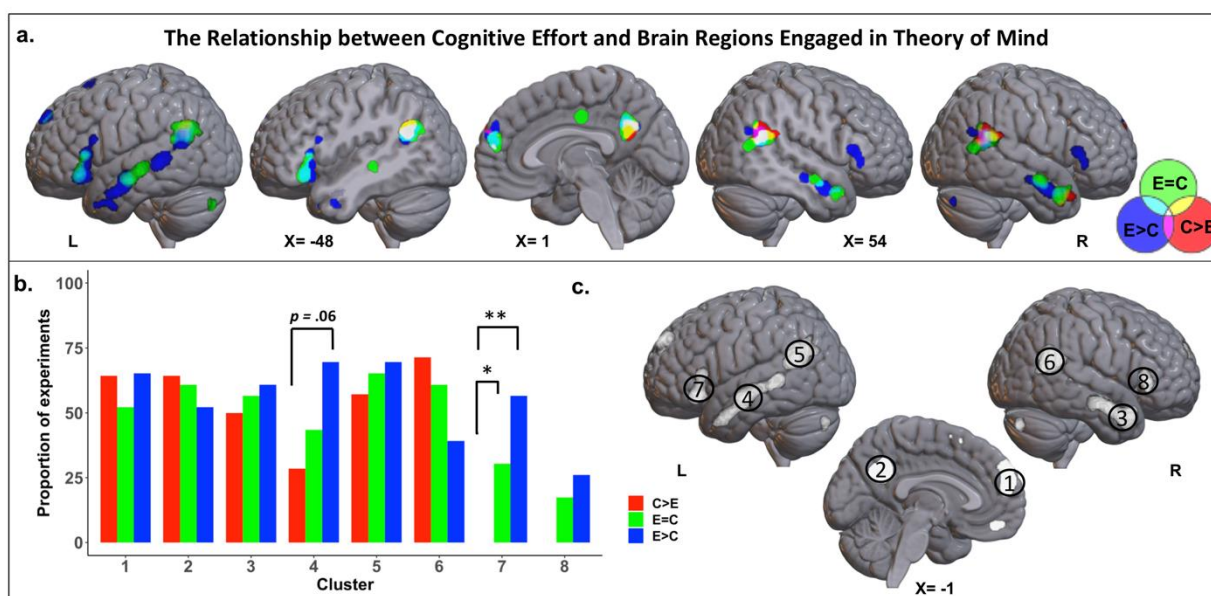 a.
The Relationship between Cognitive Effort and Brain Regions Engaged in Theory of Mind
L
X= -48
X= 1
X= 54
R
E=C
E>C
C>E
b.
100
75
50
25
0
Proportion of experiments
p = .06
**
*
1 2 3 4 5 6 7 8
Cluster
C>E
E=C
E>C
c.
5
7
4
L
6
8
3
R
2
1
X= -1